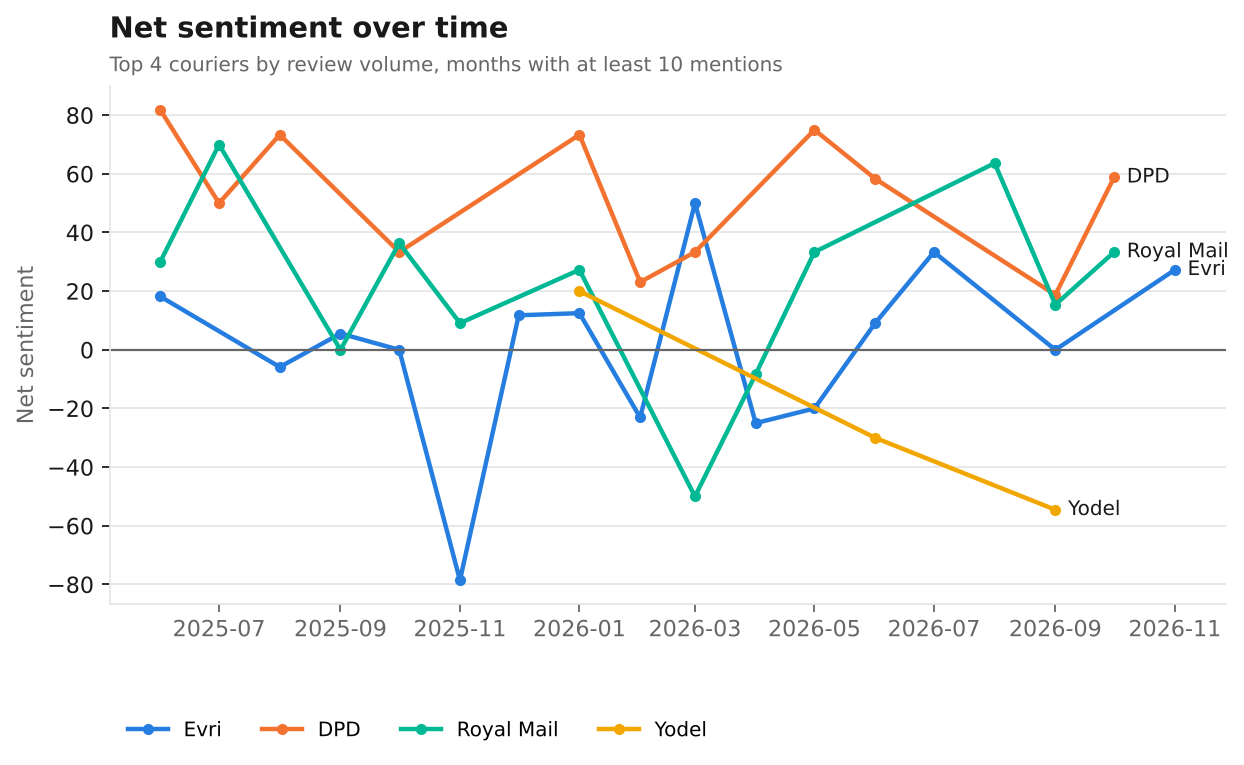 Net sentiment over time
Top 4 couriers by review volume, months with at least 10 mentions
Net sentiment
80
60
40
20
0
−20
−40
−60
−80
DPD
Royal Mail
Evri
Yodel
2025-07 2025-09 2025-11 2026-01 2026-03 2026-05 2026-07 2026-09 2026-11
Evri DPD Royal Mail Yodel